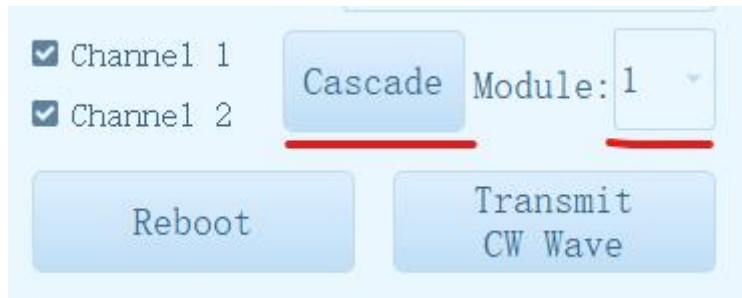 Channel 1
Channel 2
Cascade
Module: 1
Reboot
Transmit
CW Wave